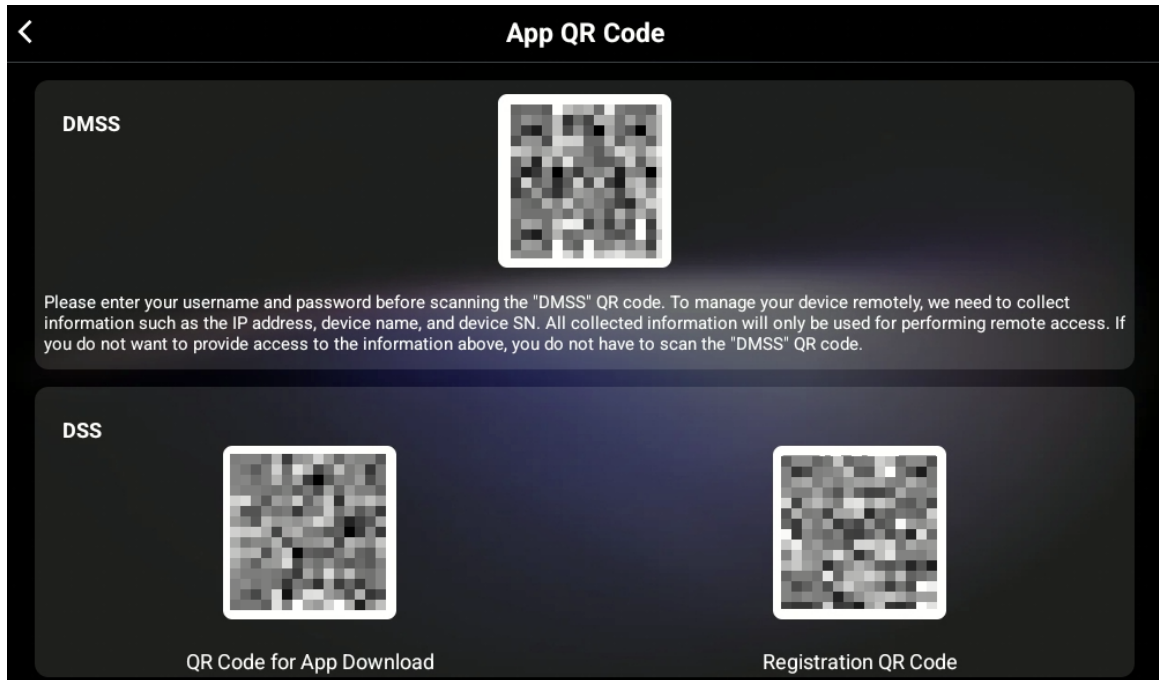 App QR Code
DMSS
Please enter your username and password before scanning the "DMSS" QR code. To manage your device remotely, we need to collect
information such as the IP address, device name, and device SN. All collected information will only be used for performing remote access. If
you do not want to provide access to the information above, you do not have to scan the "DMSS" QR code.
DSS
QR Code for App Download
Registration QR Code